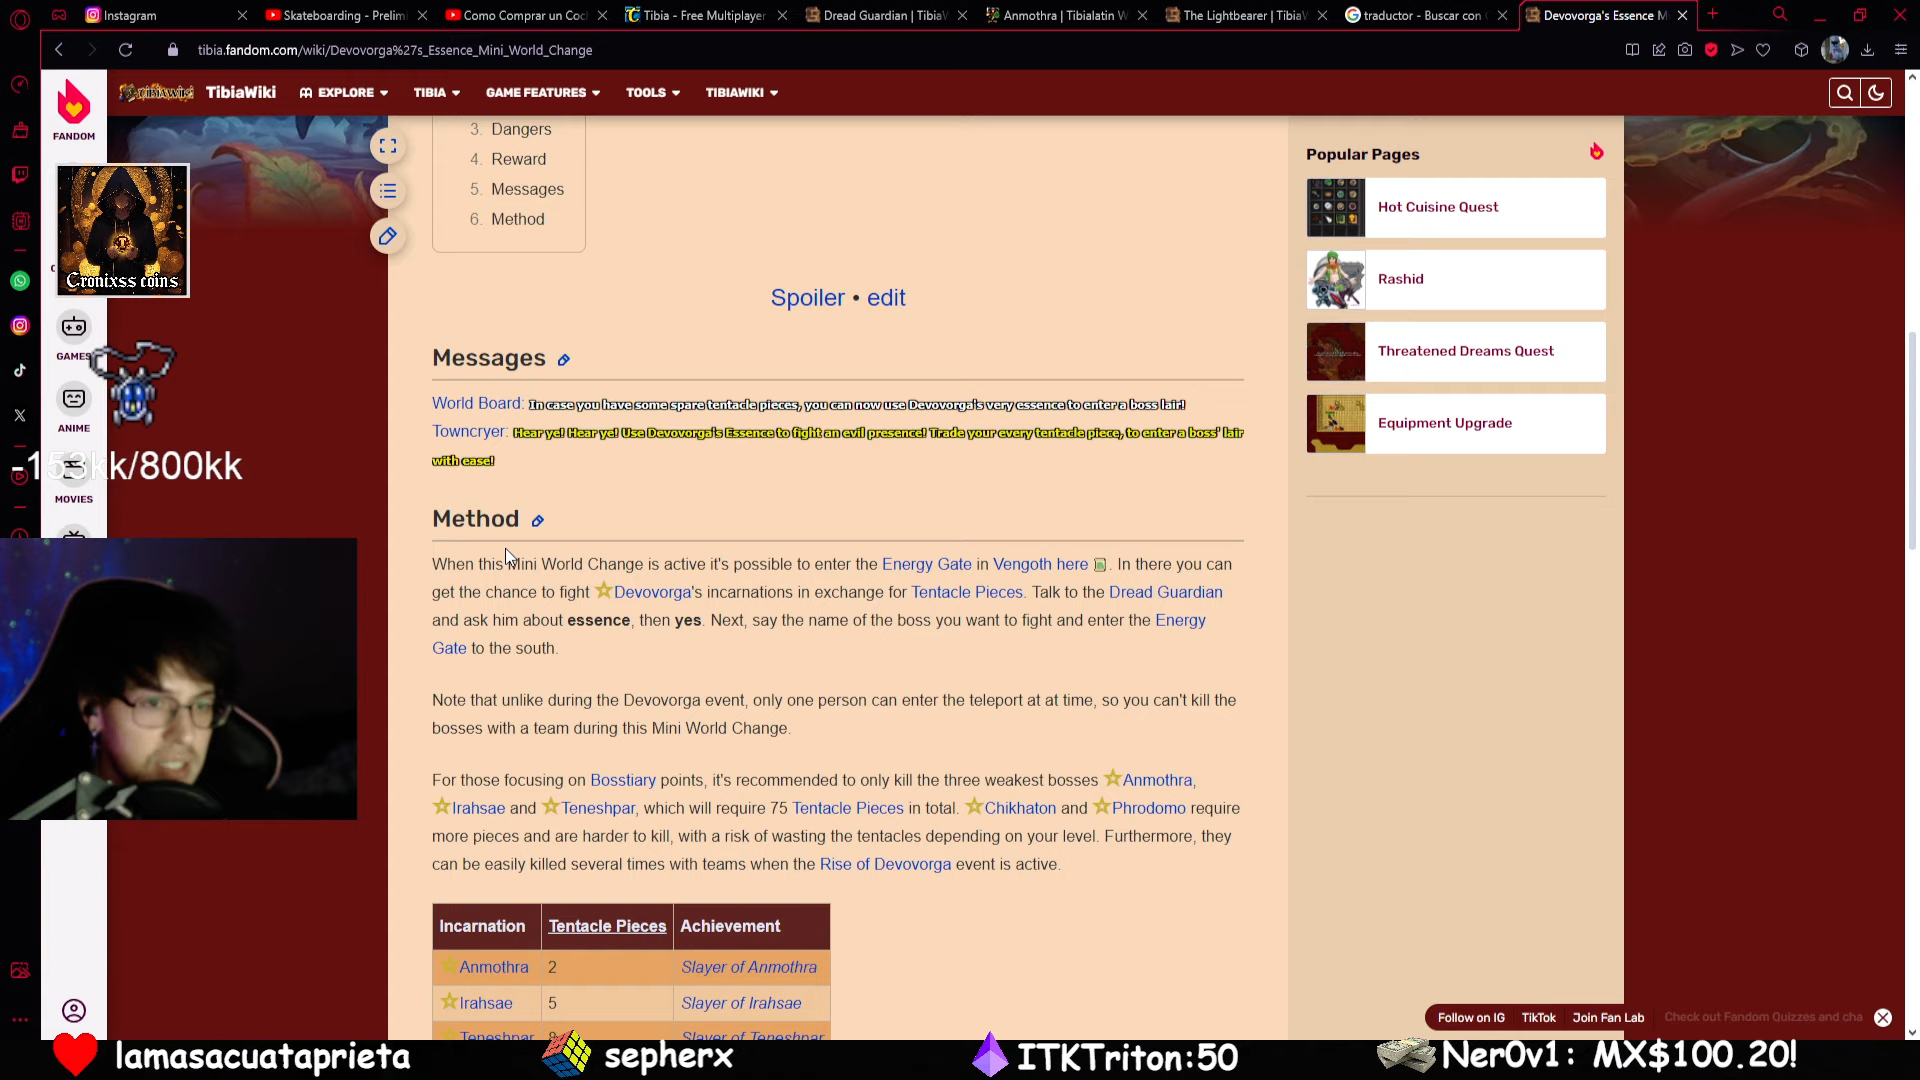 Instagram
Skateboarding - Prelimi
Como Comprar un Coc
Tibia - Free Multiplayer
Dread Guardian | TibiaW
Anmothra | Tibialatin W
The Lightbearer | TibiaW
traductor - Buscar con
Devovorga's Essence M
tibia.fandom.com/wiki/Devovorga%27s_Essence_Mini_World_Change
FANDOM
TibiaWiki
TibiaWiki
EXPLORE
TIBIA
GAME FEATURES
TOOLS
TIBIAWIKI
3. Dangers
4. Reward
5. Messages
6. Method
Cronixss coins
GAMES
ANIME
MOVIES
kk/800kk
Spoiler • edit
Messages
World Board: In case you have some spare tentacle pieces, you can now use Devovorga's very essence to enter a boss lair!
Towncryer: Hear ye! Hear ye! Use Devovorga's Essence to fight an evil presence! Trade your every tentacle piece, to enter a boss' lair
with ease!
Method
When this Mini World Change is active it's possible to enter the Energy Gate in Vengoth here . In there you can
get the chance to fight Devovorga's incarnations in exchange for Tentacle Pieces. Talk to the Dread Guardian
and ask him about essence, then yes. Next, say the name of the boss you want to fight and enter the Energy
Gate to the south.
Note that unlike during the Devovorga event, only one person can enter the teleport at at time, so you can't kill the
bosses with a team during this Mini World Change.
For those focusing on Bosstiary points, it's recommended to only kill the three weakest bosses Anmothra,
Irahsae and Teneshpar, which will require 75 Tentacle Pieces in total. Chikhaton and Phrodomo require
more pieces and are harder to kill, with a risk of wasting the tentacles depending on your level. Furthermore, they
can be easily killed several times with teams when the Rise of Devovorga event is active.
Incarnation Tentacle Pieces Achievement
Anmothra 2 Slayer of Anmothra
Irahsae 5 Slayer of Irahsae
Teneshpar 8 Slayer of Teneshpar
Popular Pages
Hot Cuisine Quest
Rashid
Threatened Dreams Quest
Equipment Upgrade
Follow on IG TikTok Join Fan Lab Check out Fandom Quizzes and cha
lamasacuataprieta
sepherx
ITKTriton:50
Ner0v1: MX$100.20!